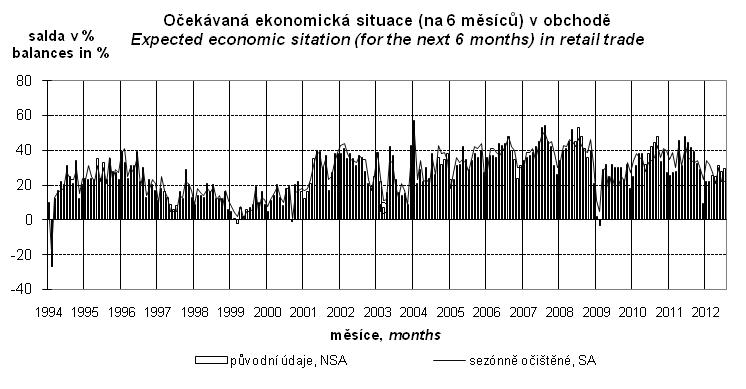 Očekávaná ekonomická situace (na 6 měsíců) v obchodě
Expected economic sitation (for the next 6 months) in retail trade
salda v %
balances in %
80
60
40
20
0
-20
-40
1994 1995 1996 1997 1998 1999 2000 2001 2002 2003 2004 2005 2006 2007 2008 2009 2010 2011 2012
měsíce, months
původní údaje, NSA sezónně očištěné, SA